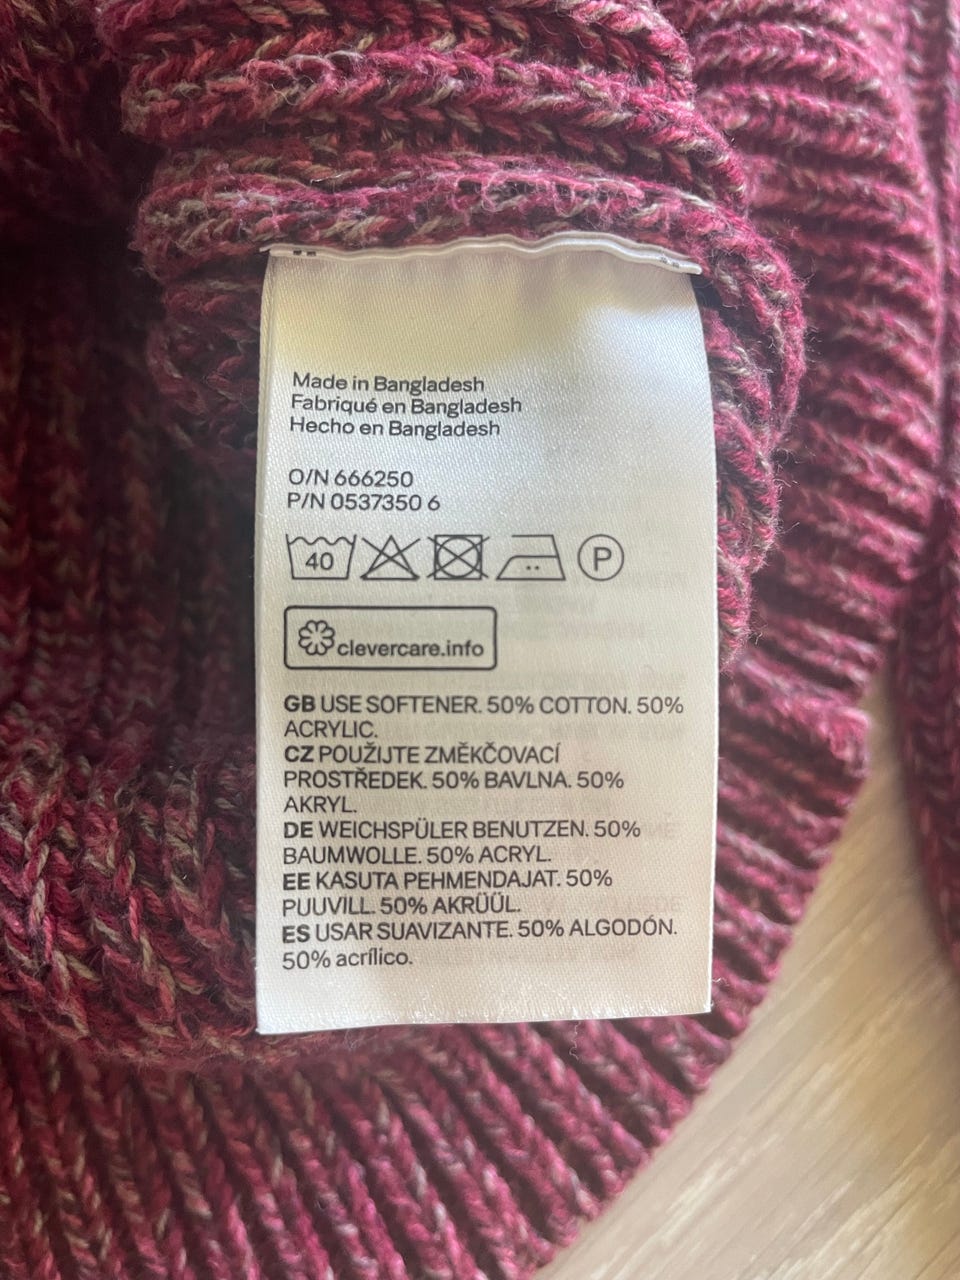 Made in Bangladesh
Fabriqué en Bangladesh
Hecho en Bangladesh
O/N 666250
P/N 0537350 6
40 P
clevercare.info
GB USE SOFTENER. 50% COTTON. 50%
ACRYLIC.
CZ POUŽIJTE ZMĚKČOVACÍ
PROSTŘEDEK. 50% BAVLNA. 50%
AKRYL.
DE WEICHSPÜLER BENUTZEN. 50%
BAUMWOLLE. 50% ACRYL.
EE KASUTA PEHMENDAJAT. 50%
PUUVILL. 50% AKRÜÜL.
ES USAR SUAVIZANTE. 50% ALGODÓN.
50% acrílico.